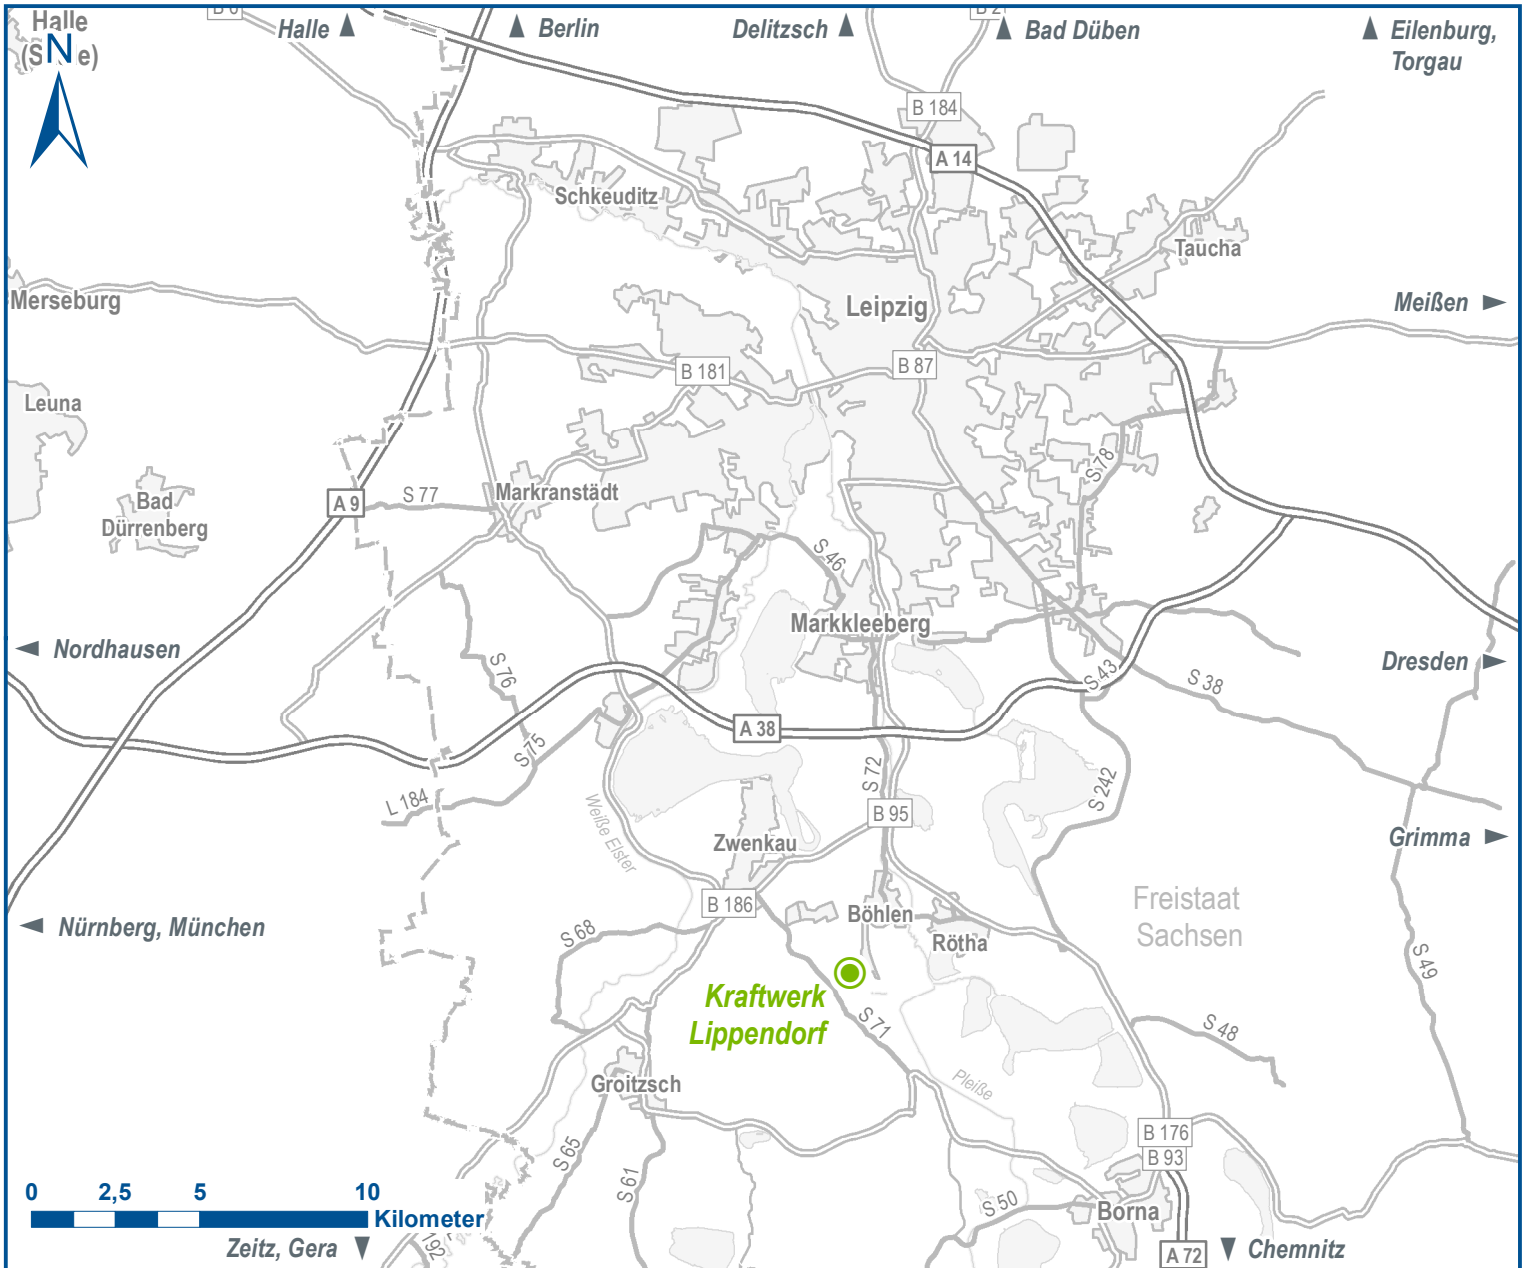 B 6
B 2
Halle
(S e)
N
Halle
Berlin
Delitzsch
Bad Düben
Eilenburg,
Torgau
B 184
A 14
Schkeuditz
Taucha
Merseburg
Leipzig
Meißen
B 181
B 87
Leuna
S 78
Markranstädt
S 77
A 9
Bad
Dürrenberg
S 46
Markkleeberg
Nordhausen
Dresden
S 76
S 43
S 38
A 38
S 75
S 72
S 242
L 184
Weiße Elster
B 95
Zwenkau
Grimma
B 186
Freistaat
Sachsen
Böhlen
Nürnberg, München
S 68
Rötha
S 49
Kraftwerk
Lippendorf
S 71
S 48
Groitzsch
Pleiße
B 176
B 93
S 65
S 61
S 50
Borna
0 2,5 5 10
Kilometer
Zeitz, Gera
192
A 72
Chemnitz